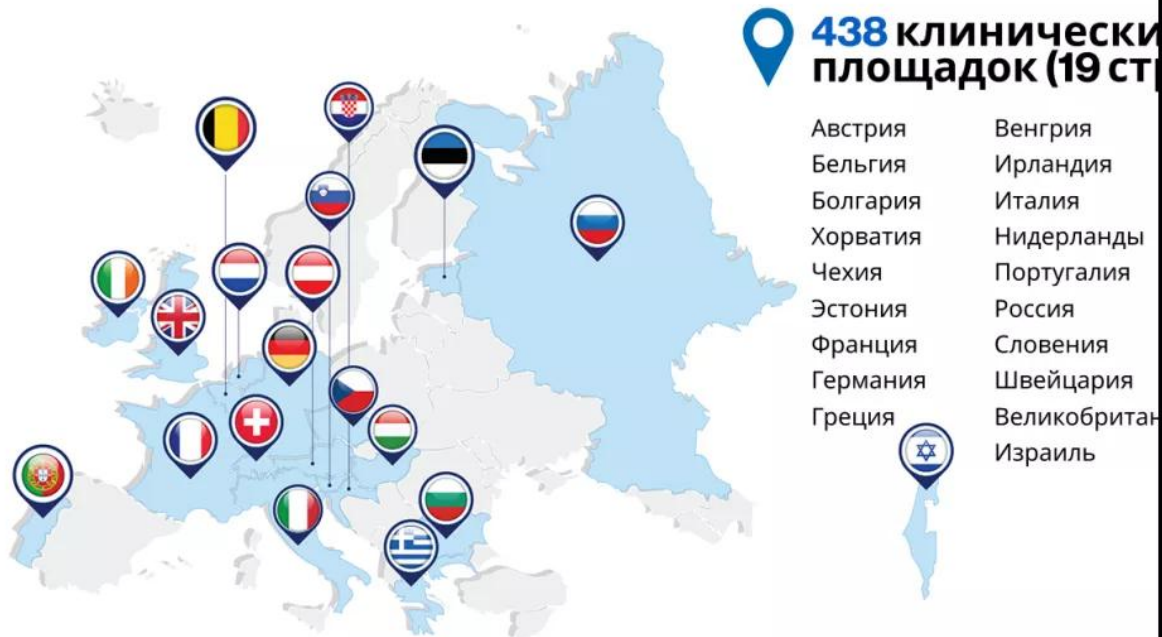 438 клинически
площадок (19 ст
Австрия
Бельгия
Болгария
Хорватия
Чехия
Эстония
Франция
Германия
Греция
Венгрия
Ирландия
Италия
Нидерланды
Португалия
Россия
Словения
Швейцария
Великобритан
Израиль